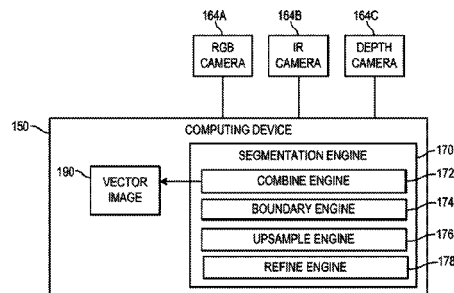 164A
164B
164C
RGB
CAMERA
IR
CAMERA
DEPTH
CAMERA
150
COMPUTING DEVICE
170
SEGMENTATION ENGINE
190
VECTOR
IMAGE
COMBINE ENGINE
172
BOUNDARY ENGINE
174
UPSAMPLE ENGINE
176
REFINE ENGINE
178